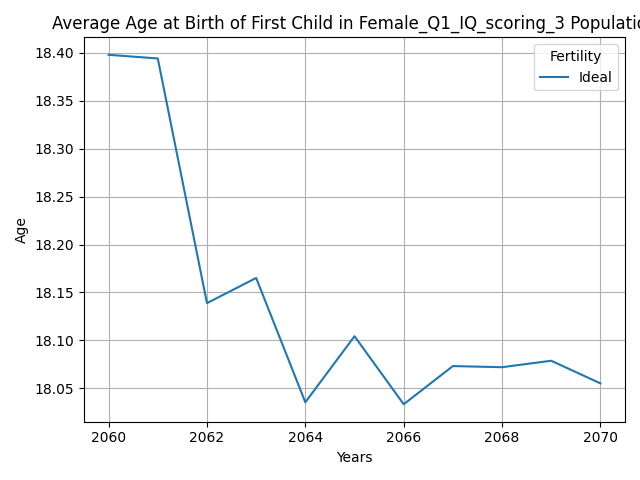 Average Age at Birth of First Child in Female_Q1_IQ_scoring_3 Populatio
Fertility
Ideal
18.40
18.35
18.30
18.25
18.20
18.15
18.10
18.05
Age
2060 2062 2064 2066 2068 2070
Years